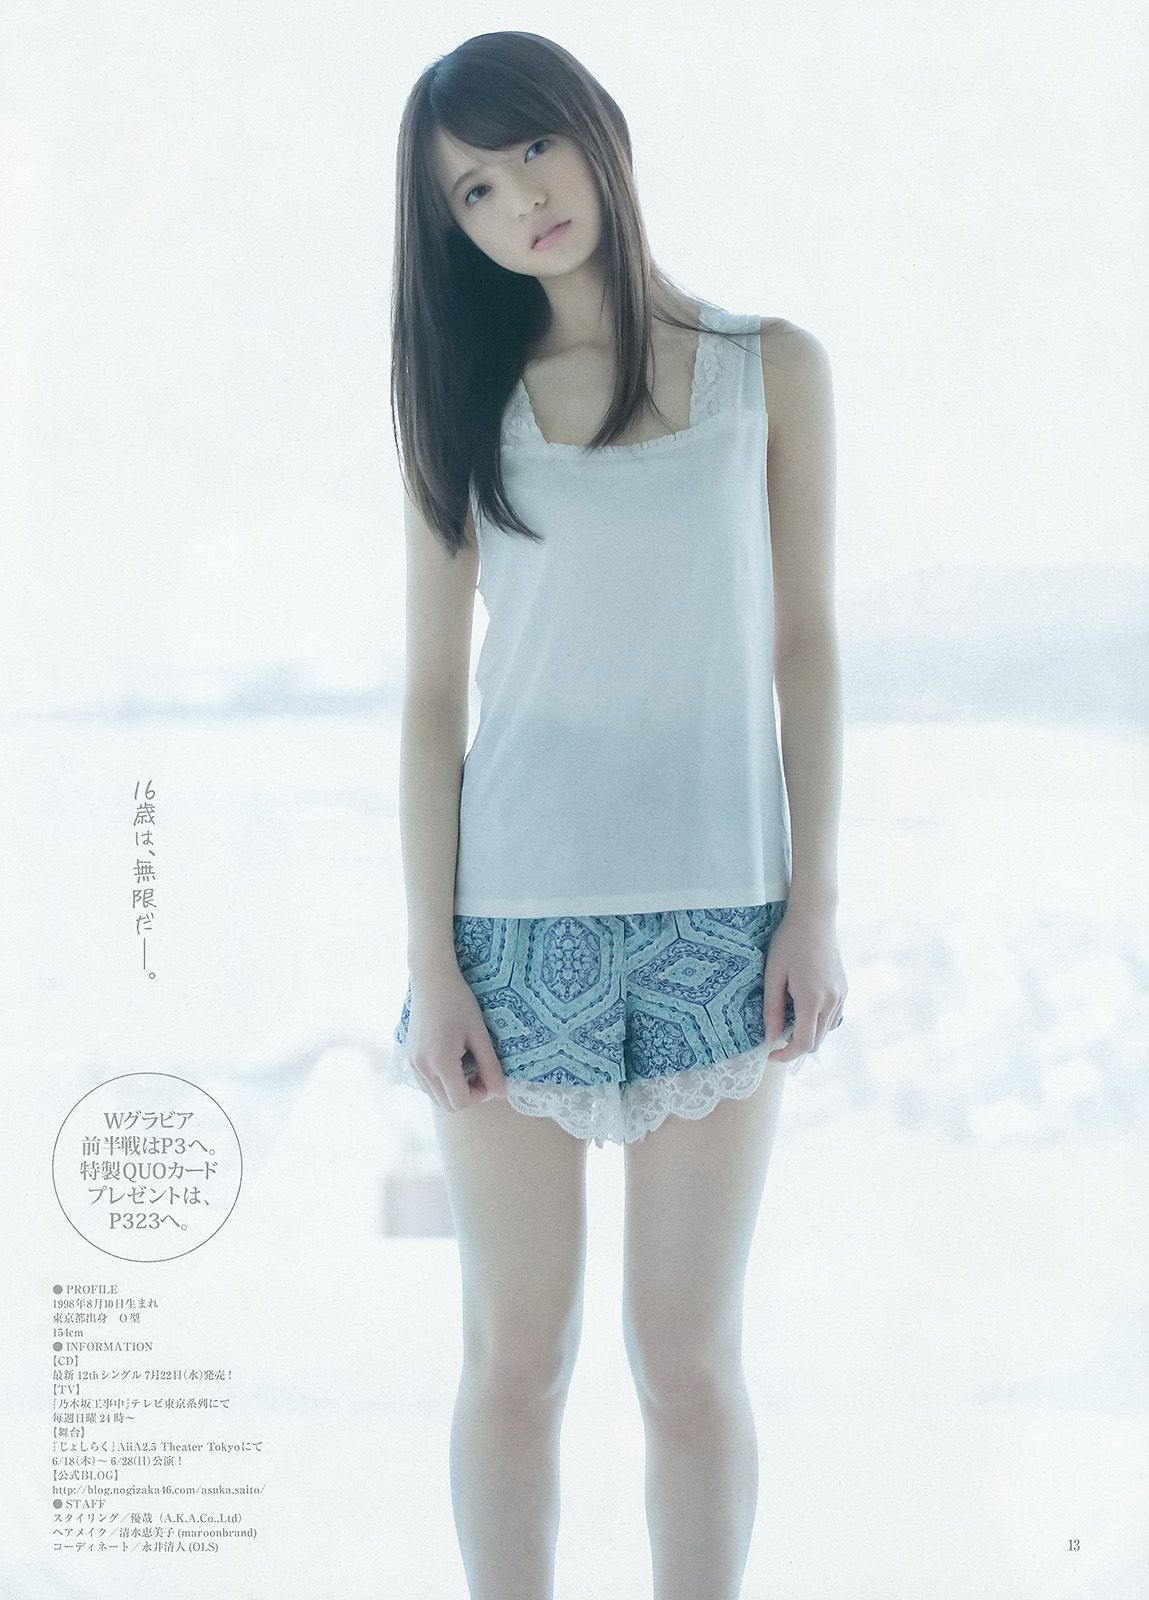 16歳は、無限だ——。
Wグラビア
前半戦はP3へ。
特製QUOカード
プレゼントは、
P323へ。
● PROFILE
1998年8月10日生まれ
東京都出身　O型
154cm
● INFORMATION
【CD】
最新12thシングル7月22日(水)発売！
【TV】
『乃木坂工事中』テレビ東京系列にて
毎週日曜24時～
【舞台】
『じょしらく』AiiA2.5 Theater Tokyoにて
6/18(木)～6/28(日)公演！
【公式BLOG】
http://blog.nogizaka46.com/asuka.saito/
● STAFF
スタイリング／優哉（A.K.A.Co.,Ltd）
ヘアメイク／清水恵美子(maroonbrand)
コーディネート／永井清人(OLS)
13